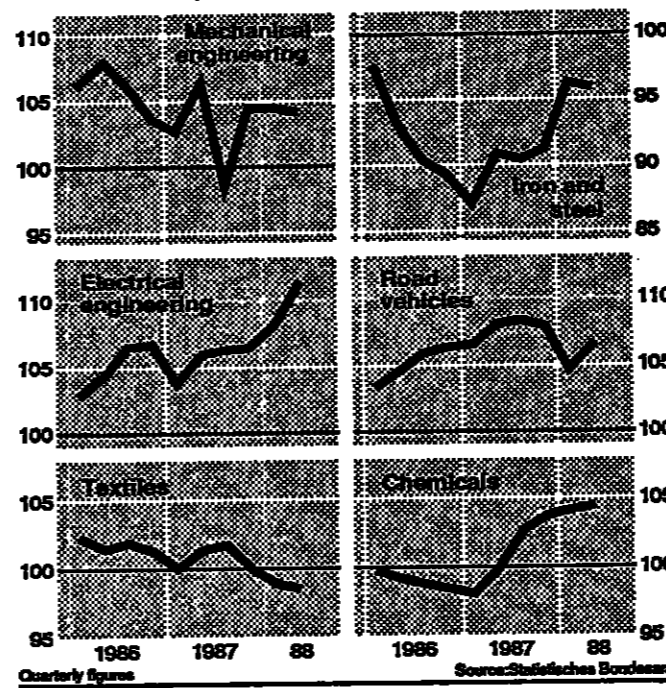 110
Mechanical
engineering
105
100
95
100
95
90
Iron and
steel
85
Electrical
engineering
110
105
100
Road
vehicles
110
105
100
Textiles
105
100
95
1986 1987 88
Chemicals
105
100
95
1986 1987 88
Quarterly figures
Source:Statistisches